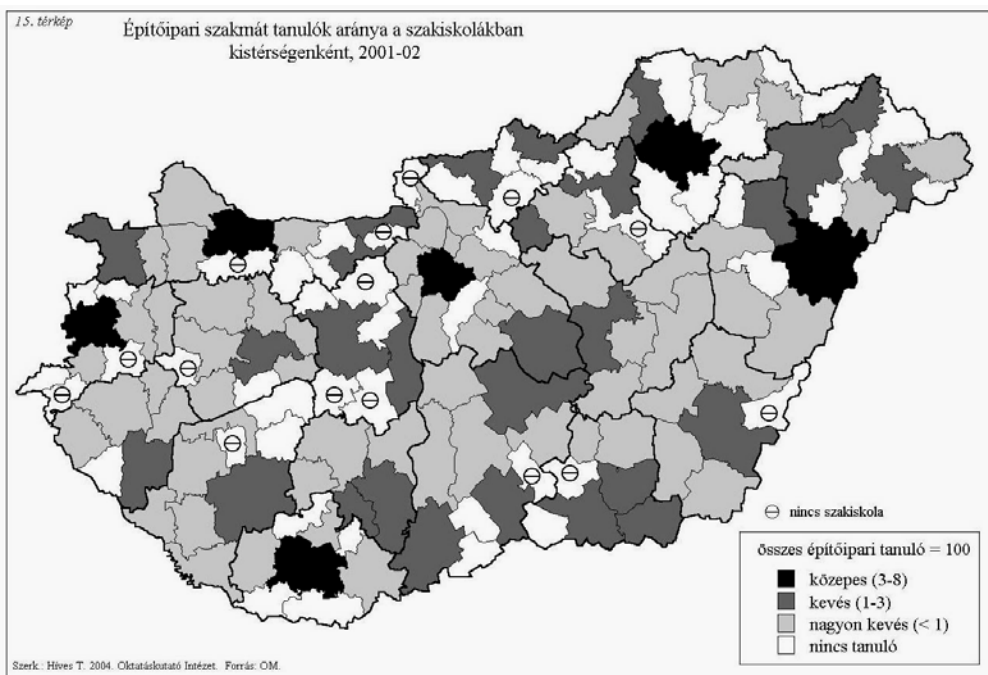 15. térkép
Építőipari szakmát tanulók aránya a szakiskolákban
kistérségenként, 2001-02
nincs szakiskola
összes építőipari tanuló = 100
közepes (3-8)
kevés (1-3)
nagyon kevés (< 1)
nincs tanuló
Szerk.: Híves T. 2004. Oktatáskutató Intézet. Forrás: OM.